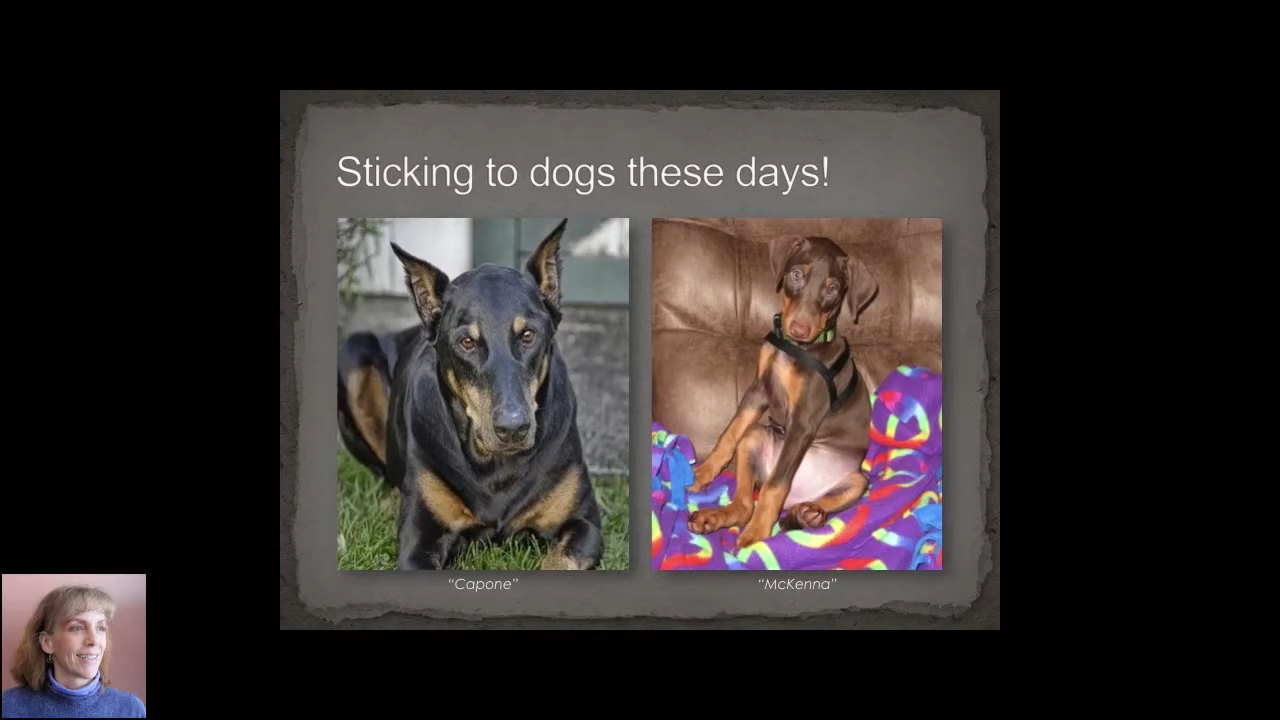 Sticking to dogs these days!
“Capone”
“McKenna”